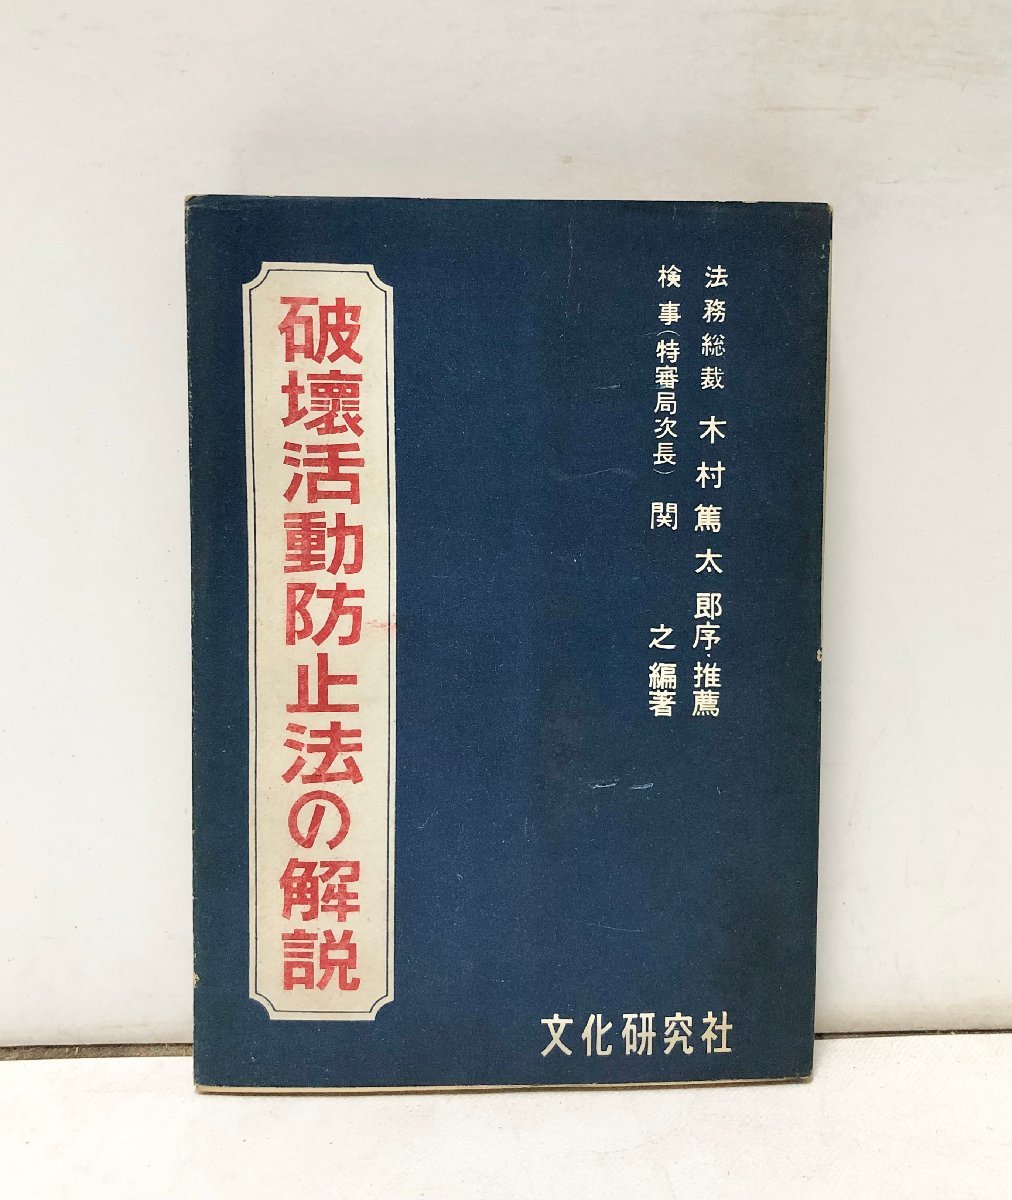 法務総裁 木村篤太郎序・推薦
検事(特審局次長) 関之編著
破壊活動防止法の解説
文化研究社